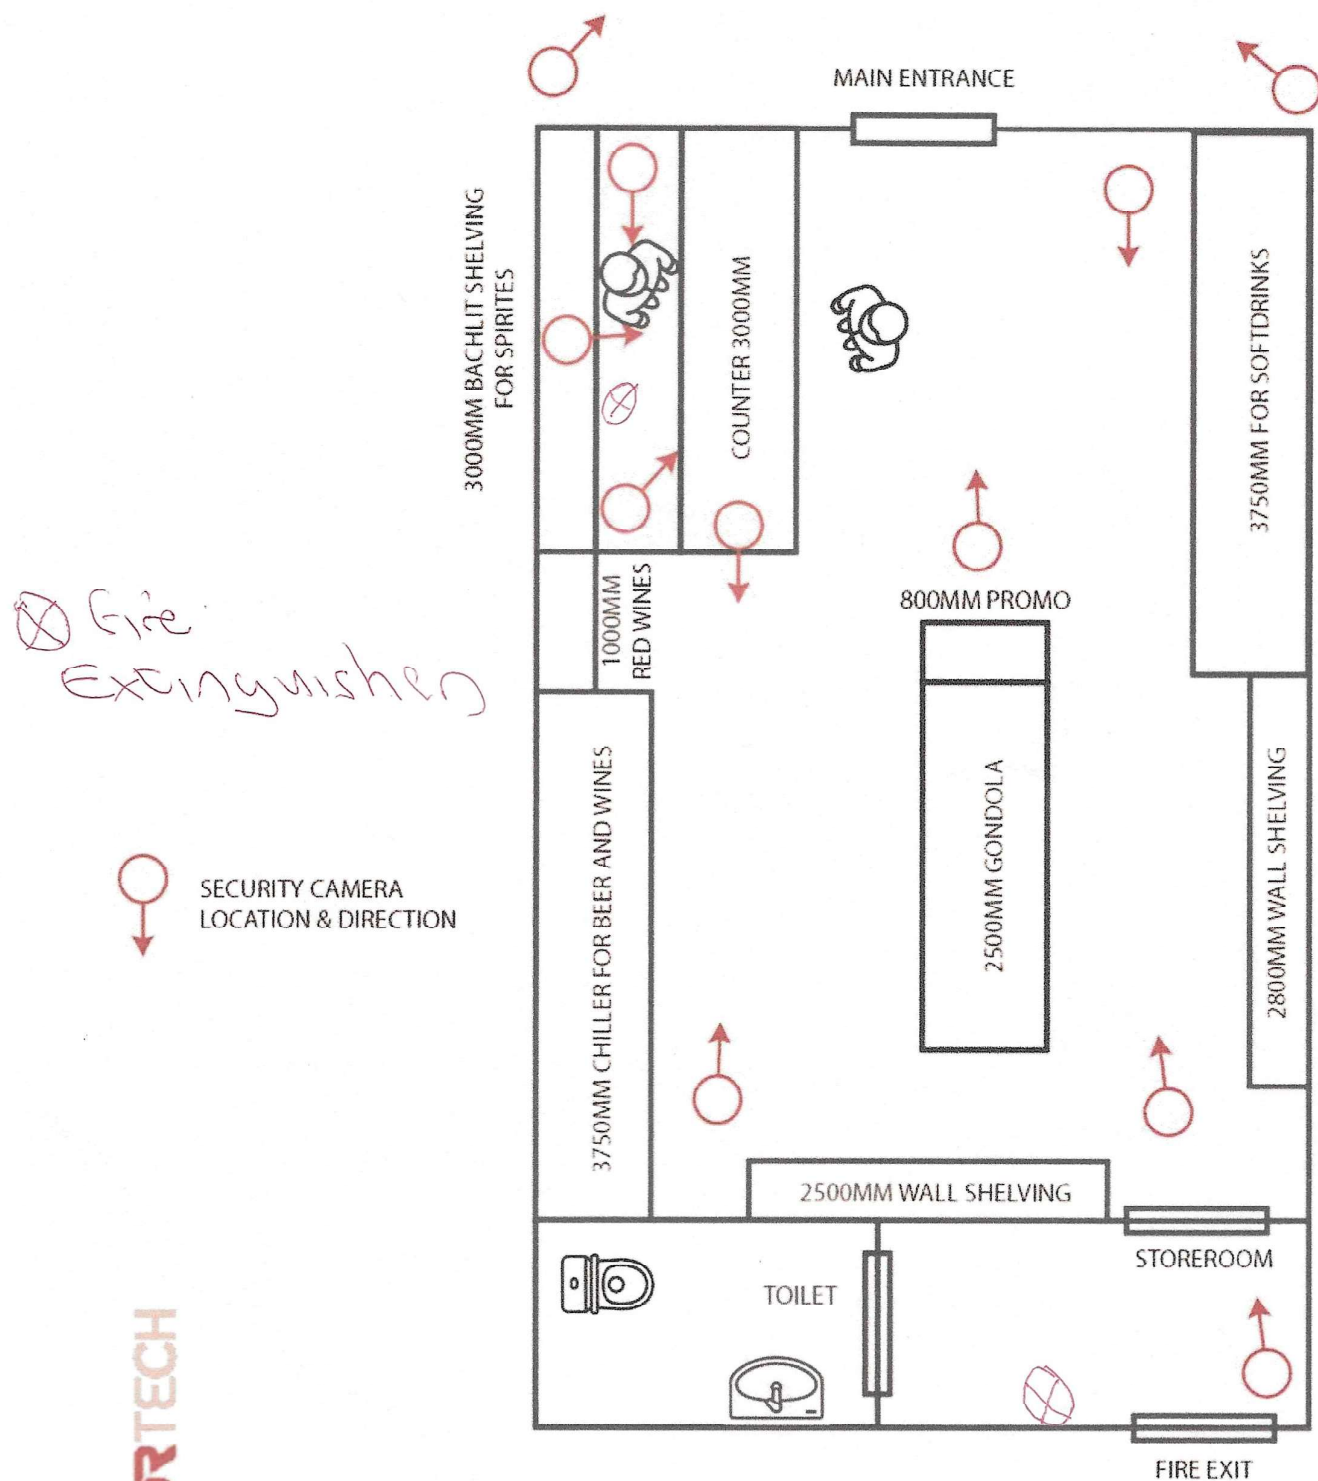 MAIN ENTRANCE
3000MM BACHLIT SHELVING
FOR SPIRITES
COUNTER 3000MM
3750MM FOR SOFTDRINKS
1000MM
RED WINES
800MM PROMO
Fire
Extinguisher
3750MM CHILLER FOR BEER AND WINES
2500MM GONDOLA
2800MM WALL SHELVING
SECURITY CAMERA
LOCATION & DIRECTION
2500MM WALL SHELVING
STOREROOM
TOILET
RTECH
FIRE EXIT